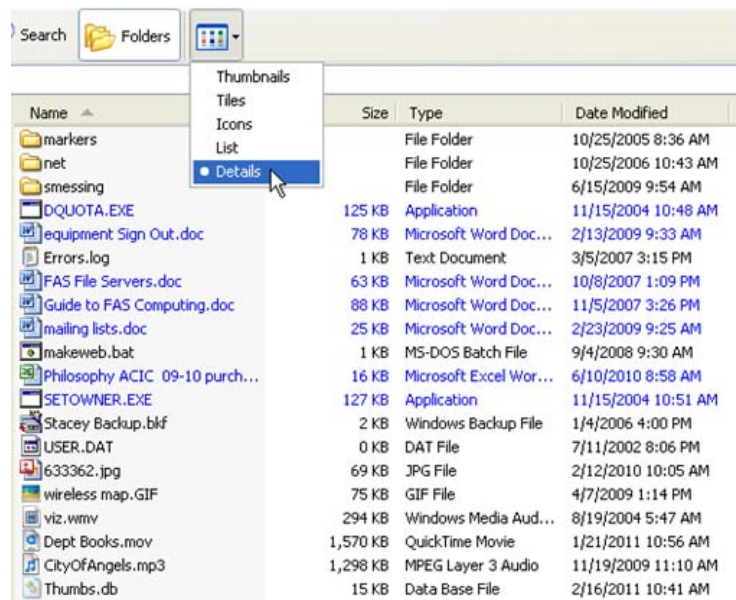 Search Folders
Thumbnails
Tiles
Icons
List
Details
Name Size Type Date Modified
markers File Folder 10/25/2005 8:36 AM
net File Folder 10/25/2006 10:43 AM
smessing File Folder 6/15/2009 9:54 AM
DQUOTA.EXE 125 KB Application 11/15/2004 10:48 AM
equipment Sign Out.doc 78 KB Microsoft Word Doc... 2/13/2009 9:33 AM
Errors.log 1 KB Text Document 3/5/2007 3:15 PM
FAS File Servers.doc 63 KB Microsoft Word Doc... 10/8/2007 1:09 PM
Guide to FAS Computing.doc 88 KB Microsoft Word Doc... 11/5/2007 3:26 PM
mailing lists.doc 25 KB Microsoft Word Doc... 2/23/2009 9:25 AM
makeweb.bat 1 KB MS-DOS Batch File 9/4/2008 9:30 AM
Philosophy ACIC 09-10 purch... 16 KB Microsoft Excel Wor... 6/10/2010 8:58 AM
SETOWNER.EXE 127 KB Application 11/15/2004 10:51 AM
Stacey Backup.bkf 2 KB Windows Backup File 1/4/2006 4:00 PM
USER.DAT 0 KB DAT File 7/11/2002 8:06 PM
633362.jpg 69 KB JPG File 2/12/2010 10:05 AM
wireless map.GIF 75 KB GIF File 4/7/2009 1:14 PM
viz.wmv 294 KB Windows Media Aud... 8/19/2004 5:47 AM
Dept Books.mov 1,570 KB QuickTime Movie 1/21/2011 10:56 AM
CityOfAngels.mp3 1,298 KB MPEG Layer 3 Audio 11/19/2009 11:10 AM
Thumbs.db 15 KB Data Base File 2/16/2011 10:41 AM